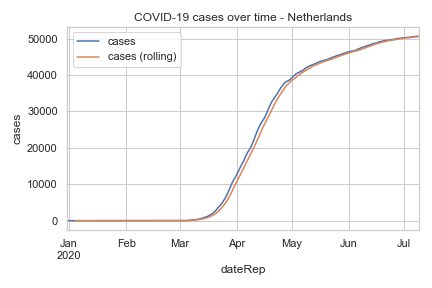 COVID-19 cases over time - Netherlands
cases
cases (rolling)
50000
40000
30000
20000
10000
0
cases
Jan Feb Mar Apr May Jun Jul
2020
dateRep